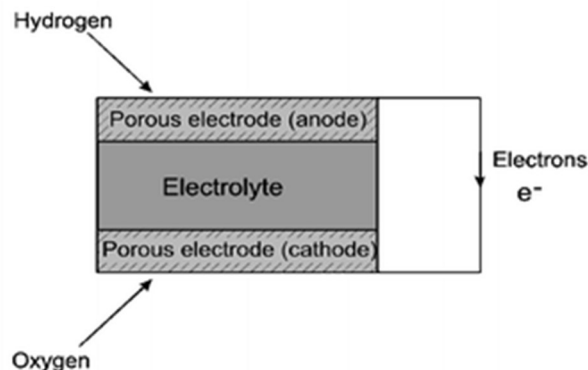 Hydrogen
Porous electrode (anode)
Electrolyte
Electrons
e-
Porous electrode (cathode)
Oxygen